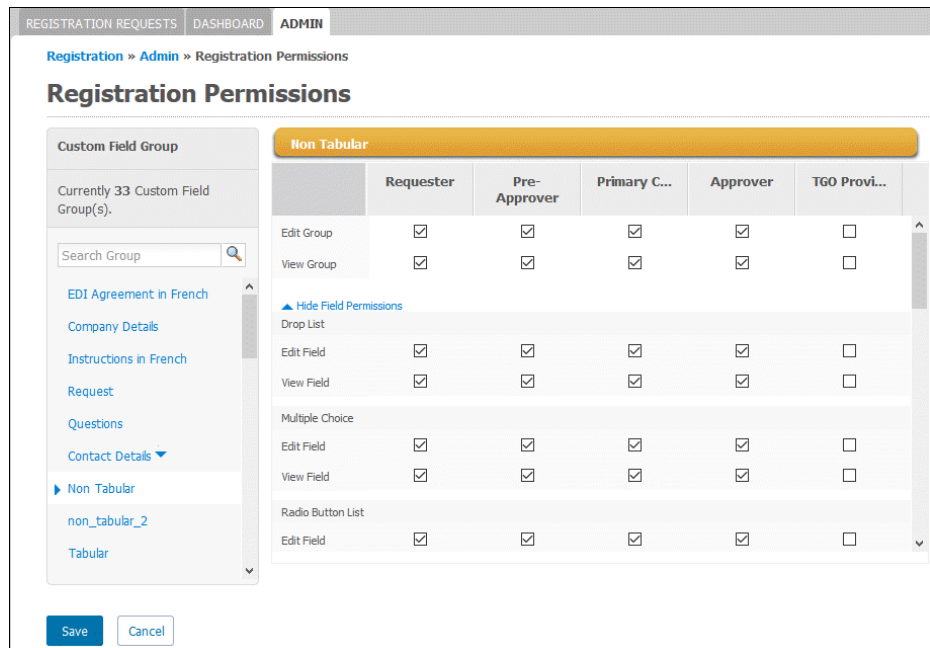 REGISTRATION REQUESTS DASHBOARD ADMIN
Registration » Admin » Registration Permissions
Registration Permissions
Custom Field Group
Currently 33 Custom Field
Group(s).
Search Group
EDI Agreement in French
Company Details
Instructions in French
Request
Questions
Contact Details
Non Tabular
non_tabular_2
Tabular
Non Tabular
Requester Pre-Approver Primary C... Approver TGO Provi...
Edit Group
View Group
Hide Field Permissions
Drop List
Edit Field
View Field
Multiple Choice
Edit Field
View Field
Radio Button List
Edit Field
Save Cancel